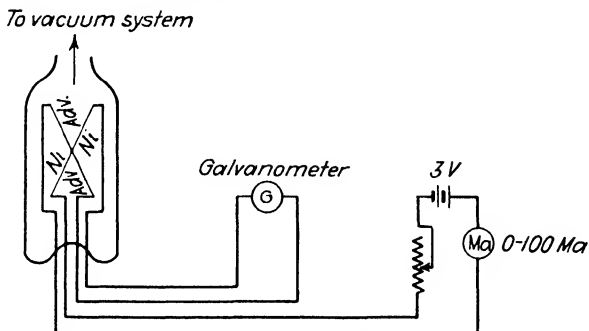 To vacuum system
Adv.
Ni Ni
Adv
Galvanometer
G
3 V
Ma 0-100 Ma